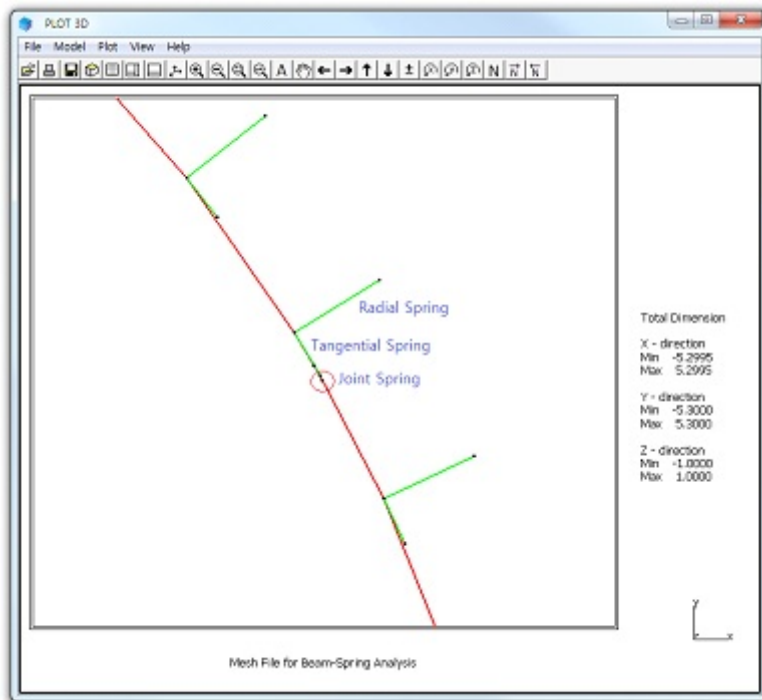 PLOT 3D
File Model Plot View Help
A N N N
Radial Spring
Tangential Spring
Joint Spring
Total Dimension
X - direction
Min -5.2995
Max 5.2995
Y - direction
Min -5.3000
Max 5.3000
Z - direction
Min -1.0000
Max 1.0000
y
x
Mesh File for Beam-Spring Analysis